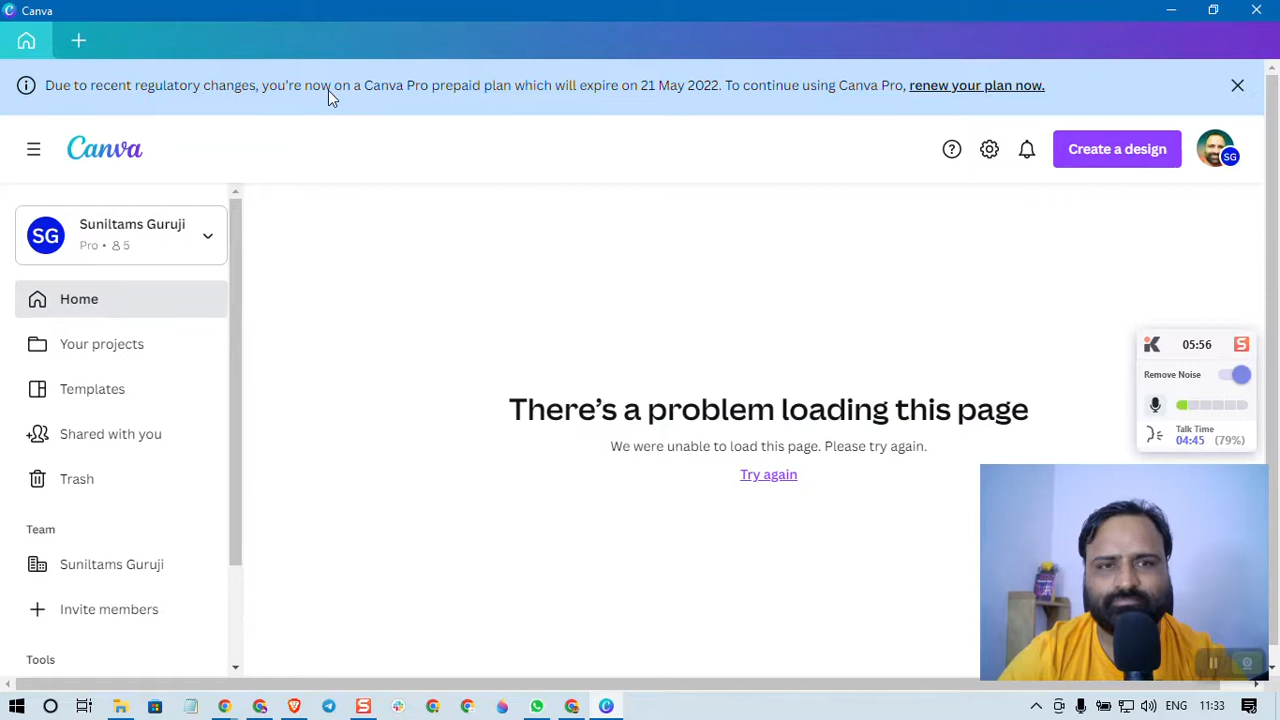 Canva
Due to recent regulatory changes, you're now on a Canva Pro prepaid plan which will expire on 21 May 2022. To continue using Canva Pro, renew your plan now.
Canva
Create a design
SG
SG
Suniltams Guruji
Pro • 5
Home
Your projects
Templates
Shared with you
Trash
Team
Suniltams Guruji
Invite members
Tools
There's a problem loading this page
We were unable to load this page. Please try again.
Try again
05:56
Remove Noise
Talk Time
04:45 (79%)
ENG
11:33